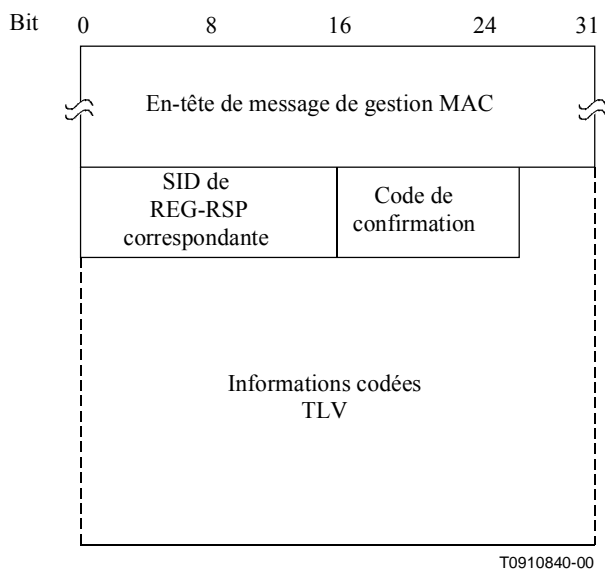 Bit 0 8 16 24 31
En-tête de message de gestion MAC
SID de
REG-RSP
correspondante
Code de
confirmation
Informations codées
TLV
T0910840-00